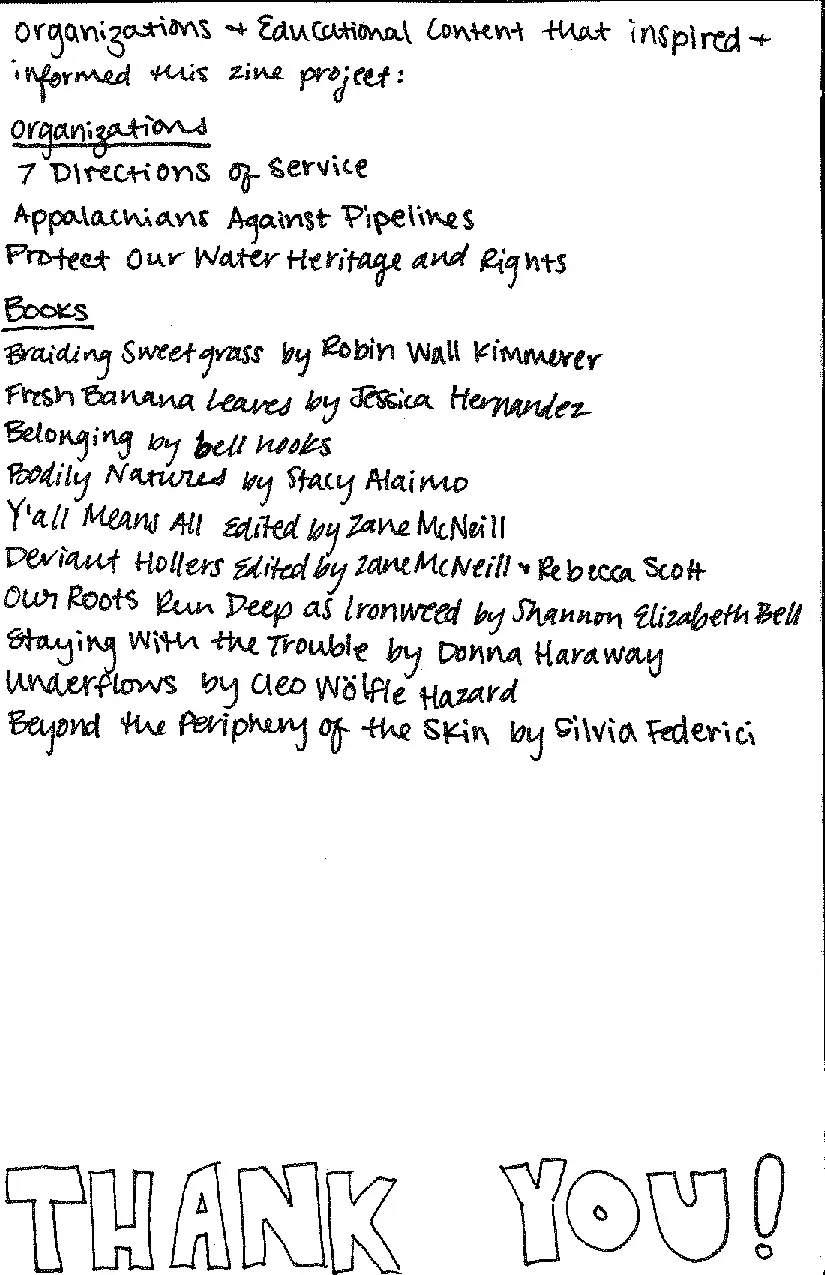 Organizations + Educational Content that inspired +
informed this zine project:
Organizations
7 Directions of Service
Appalachians Against Pipelines
Protect Our Water Heritage and Rights
Books
Braiding Sweetgrass by Robin Wall Kimmerer
Fresh Banana Leaves by Jessica Hernandez
Belonging by bell hooks
Bodily Natures by Stacy Alaimo
Y'all Means All Edited by Zane McNeill
Deviant Hollers Edited by Zane McNeill + Rebecca Scott
Our Roots Run Deep as Ironweed by Shannon Elizabeth Bell
Staying With the Trouble by Donna Haraway
Underflows by Cleo Wölfle Hazard
Beyond the Periphery of the Skin by Silvia Federici
THANK YOU!